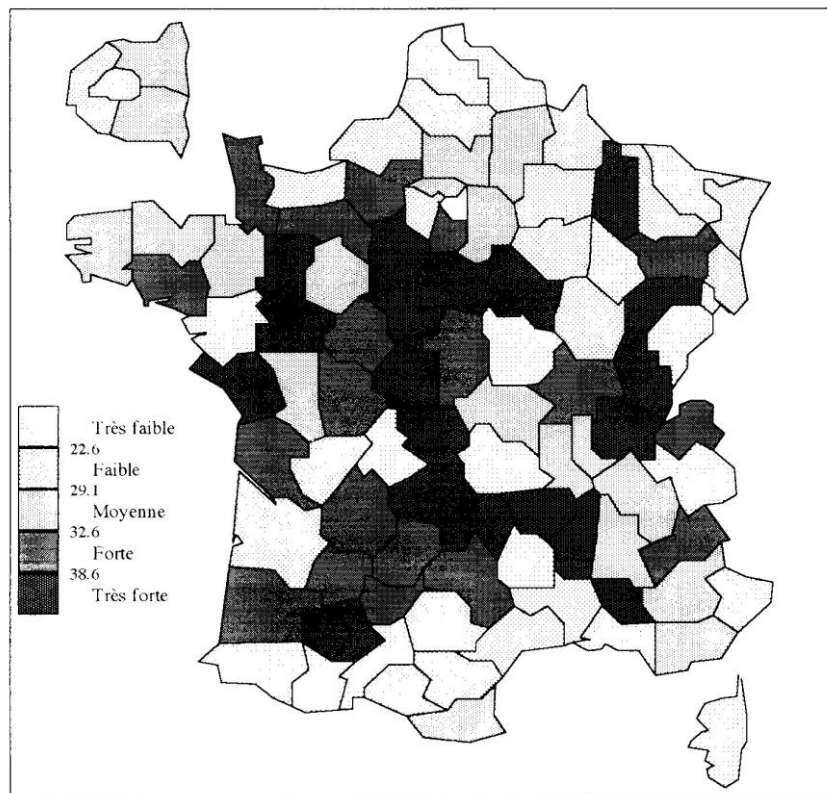 Très faible
22.6
Faible
29.1
Moyenne
32.6
Forte
38.6
Très forte